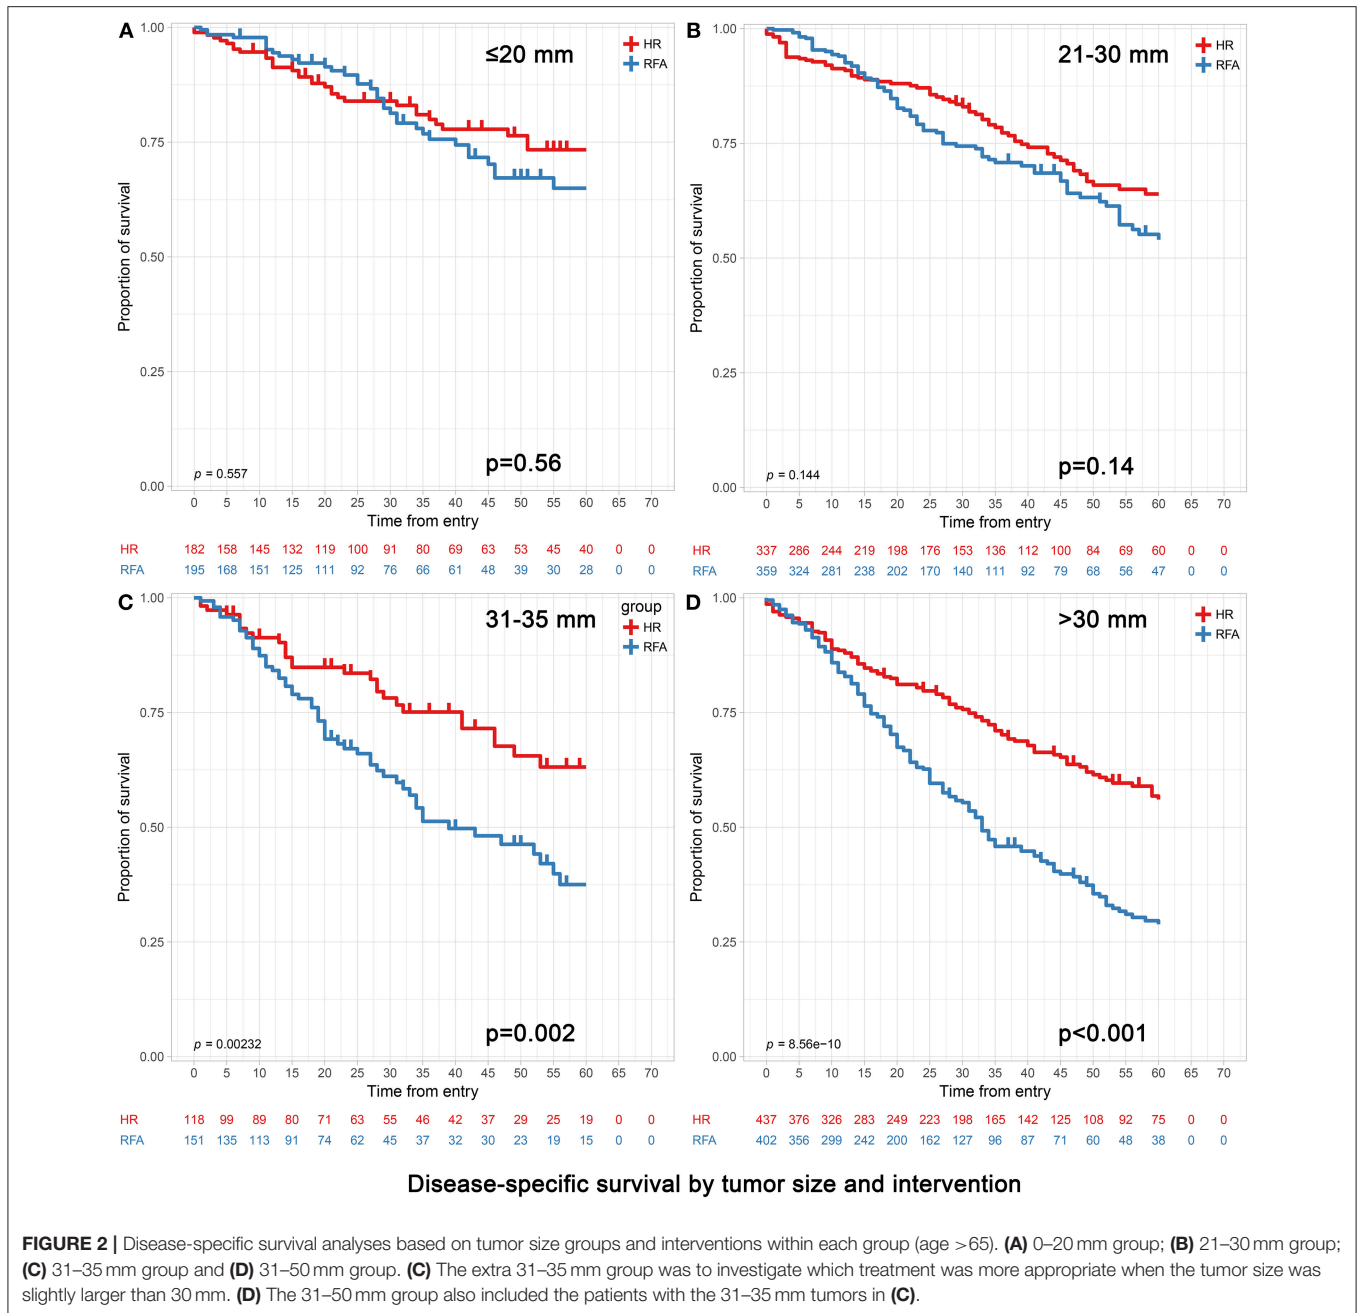 A
≤20 mm
HR
RFA
1.00
0.75
0.50
0.25
0.00
Proportion of survival
p = 0.557
p=0.56
0 5 10 15 20 25 30 35 40 45 50 55 60 65 70
Time from entry
HR 182 158 145 132 119 100 91 80 69 63 53 45 40 0 0
RFA 195 168 151 125 111 92 76 66 61 48 39 30 28 0 0
B
21-30 mm
HR
RFA
1.00
0.75
0.50
0.25
0.00
Proportion of survival
p = 0.144
p=0.14
0 5 10 15 20 25 30 35 40 45 50 55 60 65 70
Time from entry
HR 337 286 244 219 198 176 153 136 112 100 84 69 60 0 0
RFA 359 324 281 238 202 170 140 111 92 79 68 56 47 0 0
C
31-35 mm
group
HR
RFA
1.00
0.75
0.50
0.25
0.00
Proportion of survival
p = 0.00232
p=0.002
0 5 10 15 20 25 30 35 40 45 50 55 60 65 70
Time from entry
HR 118 99 89 80 71 63 55 46 42 37 29 25 19 0 0
RFA 151 135 113 91 74 62 45 37 32 30 23 19 15 0 0
D
>30 mm
HR
RFA
1.00
0.75
0.50
0.25
0.00
Proportion of survival
p = 8.56e−10
p<0.001
0 5 10 15 20 25 30 35 40 45 50 55 60 65 70
Time from entry
HR 437 376 326 283 249 223 198 165 142 125 108 92 75 0 0
RFA 402 356 299 242 200 162 127 96 87 71 60 48 38 0 0
Disease-specific survival by tumor size and intervention
FIGURE 2 | Disease-specific survival analyses based on tumor size groups and interventions within each group (age >65). (A) 0–20 mm group; (B) 21–30 mm group;
(C) 31–35 mm group and (D) 31–50 mm group. (C) The extra 31–35 mm group was to investigate which treatment was more appropriate when the tumor size was
slightly larger than 30 mm. (D) The 31–50 mm group also included the patients with the 31–35 mm tumors in (C).